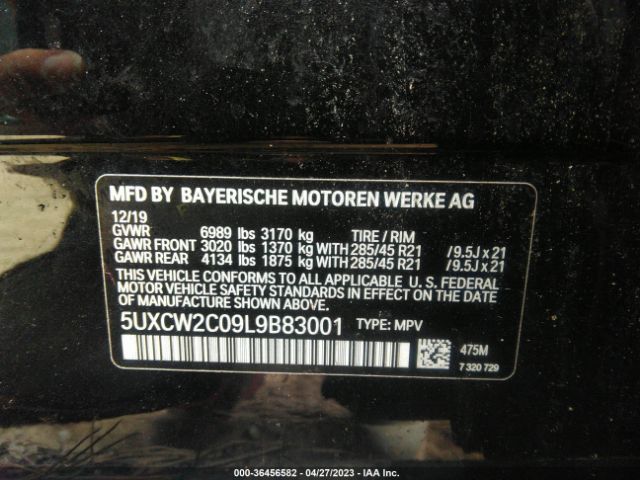 MFD BY BAYERISCHE MOTOREN WERKE AG
12/19
GVWR 6989 lbs 3170 kg TIRE / RIM
GAWR FRONT 3020 lbs 1370 kg WITH 285/45 R21 / 9.5J x 21
GAWR REAR 4134 lbs 1875 kg WITH 285/45 R21 / 9.5J x 21
THIS VEHICLE CONFORMS TO ALL APPLICABLE U. S. FEDERAL
MOTOR VEHICLE SAFETY STANDARDS IN EFFECT ON THE DATE OF
MANUFACTURE SHOWN ABOVE.
5UXCW2C09L9B83001 TYPE: MPV
475M
7 320 729
000-36456582 - 04/27/2023 - IAA Inc.